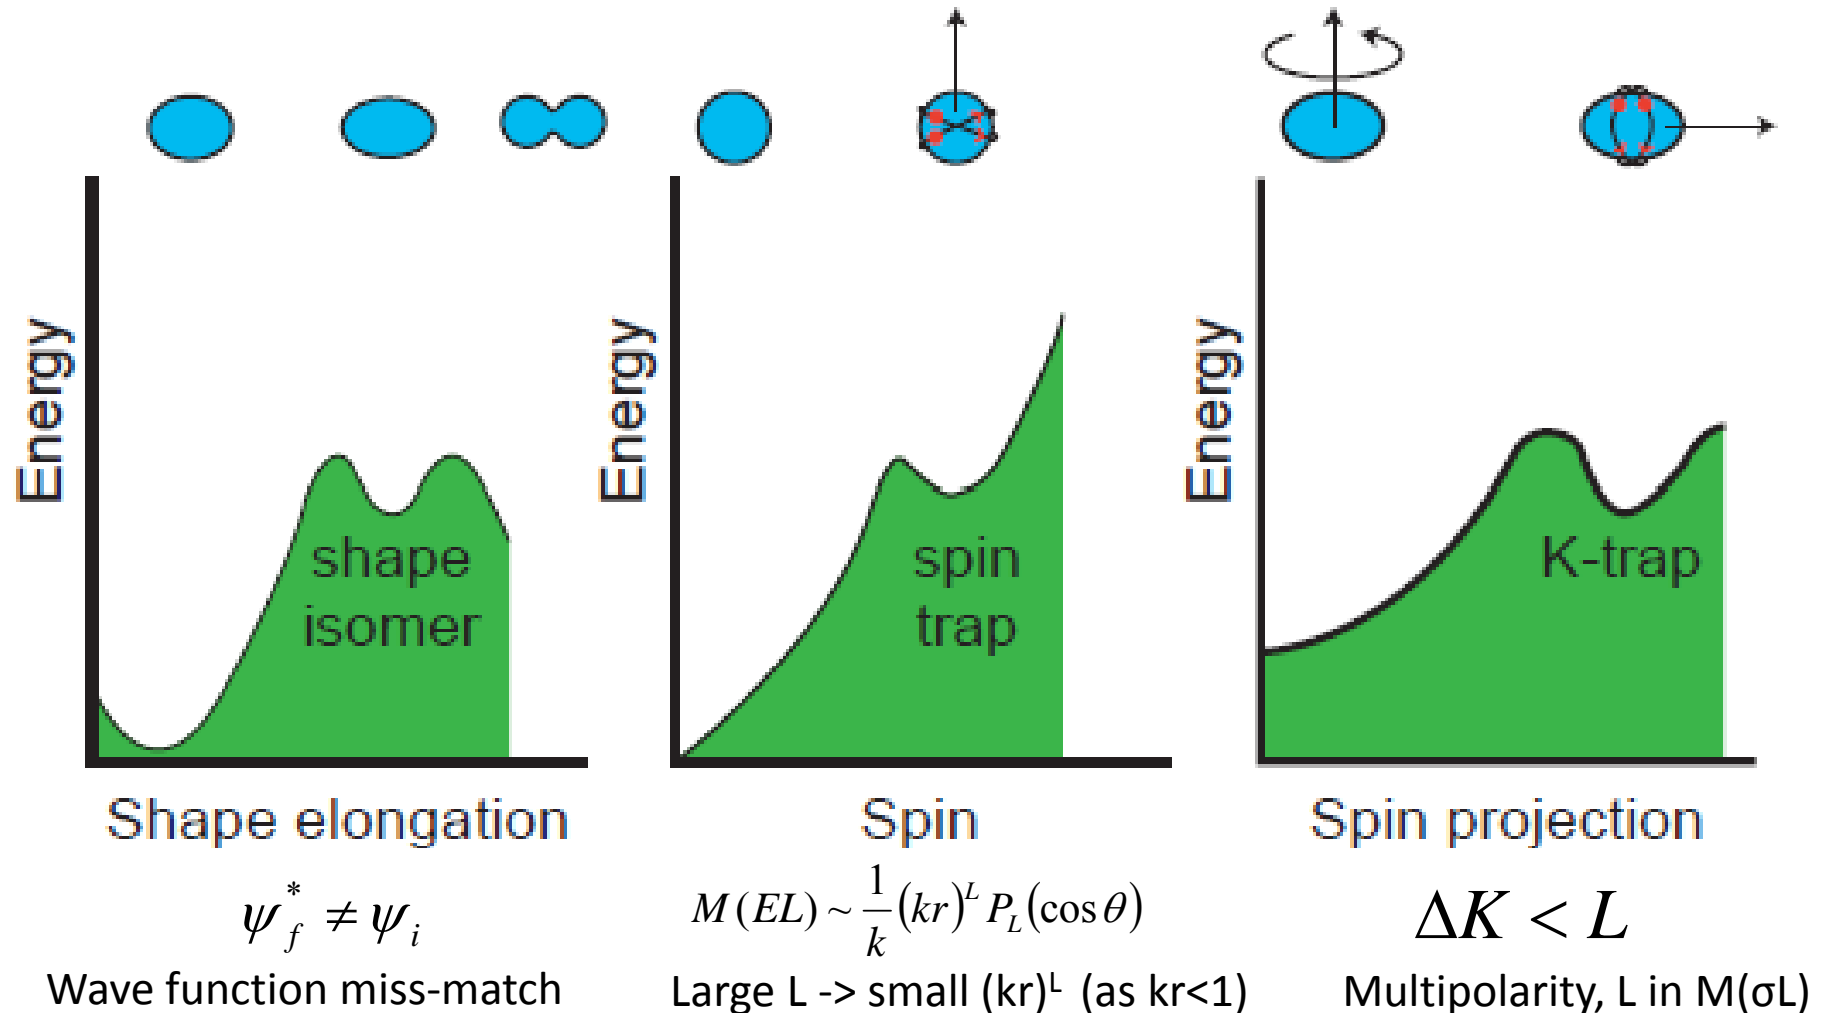 Energy
shape
isomer
Shape elongation
ψ*f ≠ ψi
Wave function miss-match
Energy
spin
trap
Spin
M(EL) ~ 1/k (kr)^L P_L(cos θ)
Large L -> small (kr)ᴸ (as kr<1)
Energy
K-trap
Spin projection
ΔK < L
Multipolarity, L in M(σL)